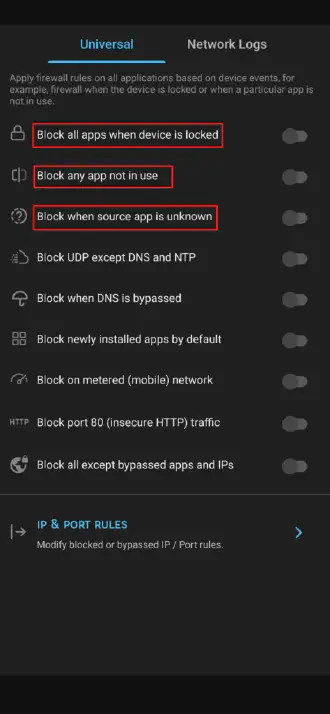 Universal Network Logs
Apply firewall rules on all applications based on device events, for
example, firewall when the device is locked or when a particular app is
not in use.
Block all apps when device is locked
Block any app not in use
Block when source app is unknown
Block UDP except DNS and NTP
Block when DNS is bypassed
Block newly installed apps by default
Block on metered (mobile) network
HTTP Block port 80 (insecure HTTP) traffic
Block all except bypassed apps and IPs
IP & PORT RULES
Modify blocked or bypassed IP / Port rules.